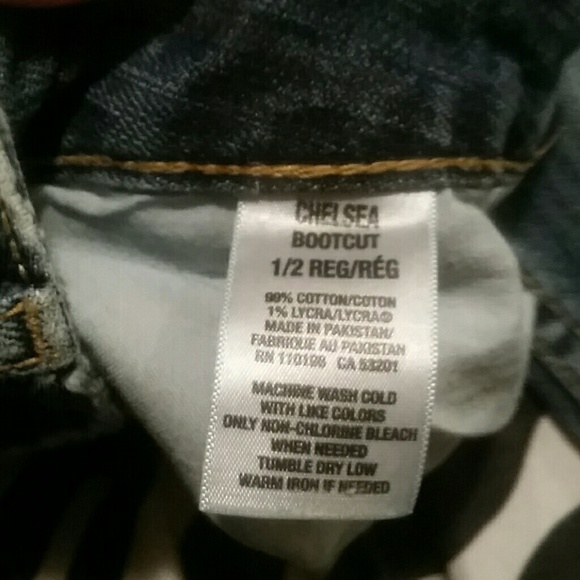 CHELSEA
BOOTCUT
1/2 REG/RÉG
99% COTTON/COTON
1% LYCRA/LYCRA®
MADE IN PAKISTAN/
FABRIQUE AU PAKISTAN
RN 110198 CA 53201
MACHINE WASH COLD
WITH LIKE COLORS
ONLY NON-CHLORINE BLEACH
WHEN NEEDED
TUMBLE DRY LOW
WARM IRON IF NEEDED